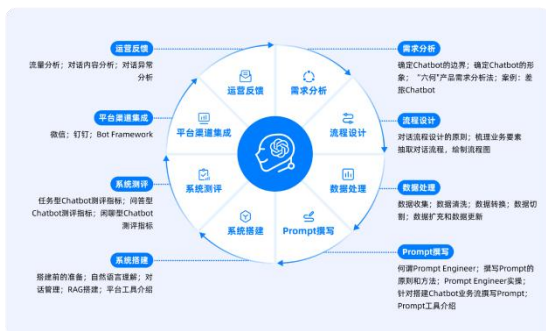 运营反馈
流量分析；对话内容分析；对话异常
分析
平台渠道集成
微信；钉钉；Bot Framework
系统测评
任务型Chatbot测评指标；问答型
Chatbot测评指标；闲聊型Chatbot
测评指标
系统搭建
搭建前的准备；自然语言理解；对
话管理；RAG搭建；平台工具介绍
运营反馈
需求分析
平台渠道集成
流程设计
系统测评
数据处理
系统搭建
Prompt撰写
需求分析
确定Chatbot的边界；确定Chatbot的形
象；“六何”产品需求分析法；案例：差
旅Chatbot
流程设计
对话流程设计的原则；梳理业务要素
抽取对话流程，绘制流程图
数据处理
数据收集；数据清洗；数据转换；数据切
割；数据扩充和数据更新
Prompt撰写
何谓Prompt Engineer；撰写Prompt的
原则和方法；Prompt Engineer实操；
针对搭建Chatbot业务流撰写Prompt；
Prompt工具介绍